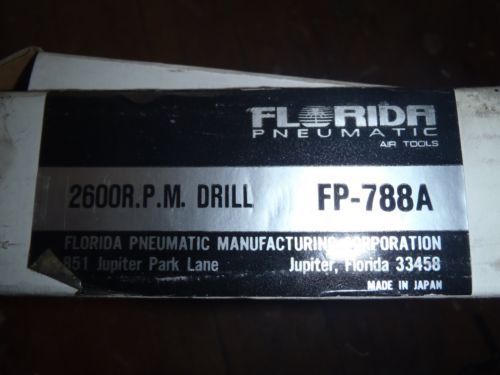 FLORIDA
PNEUMATIC
AIR TOOLS
2600R.P.M. DRILL FP-788A
FLORIDA PNEUMATIC MANUFACTURING CORPORATION
851 Jupiter Park Lane Jupiter, Florida 33458
MADE IN JAPAN